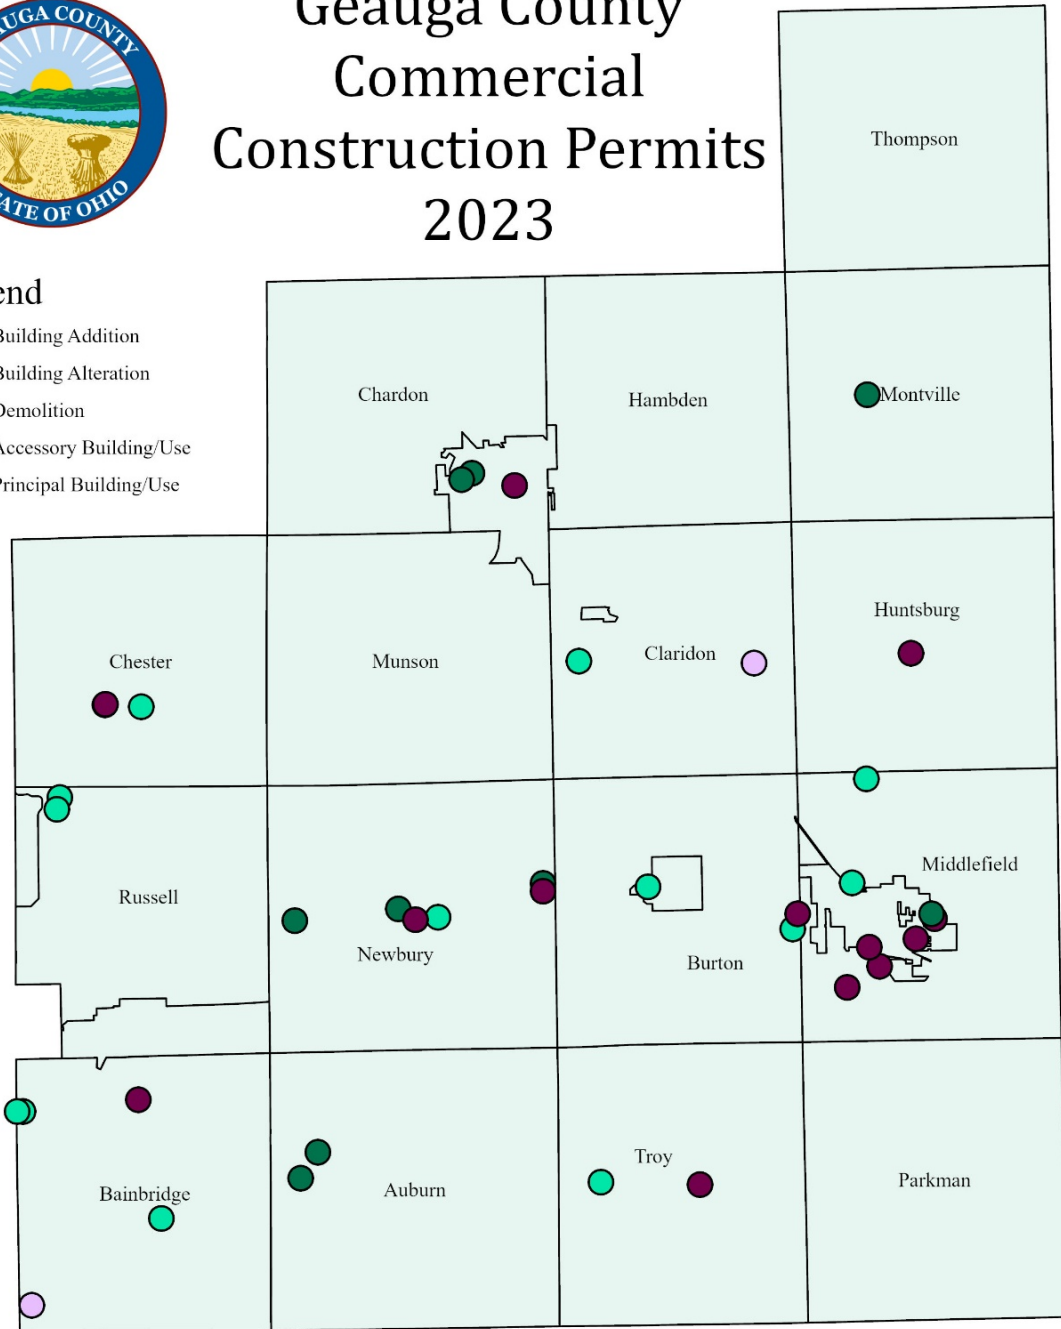 Geauga County
Commercial
Construction Permits
2023
AUGA COUNTY
ATE OF OHIO
end
Building Addition
Building Alteration
Demolition
Accessory Building/Use
Principal Building/Use
Thompson
Chardon
Hambden
Montville
Chester
Munson
Claridon
Huntsburg
Russell
Newbury
Burton
Middlefield
Bainbridge
Auburn
Troy
Parkman